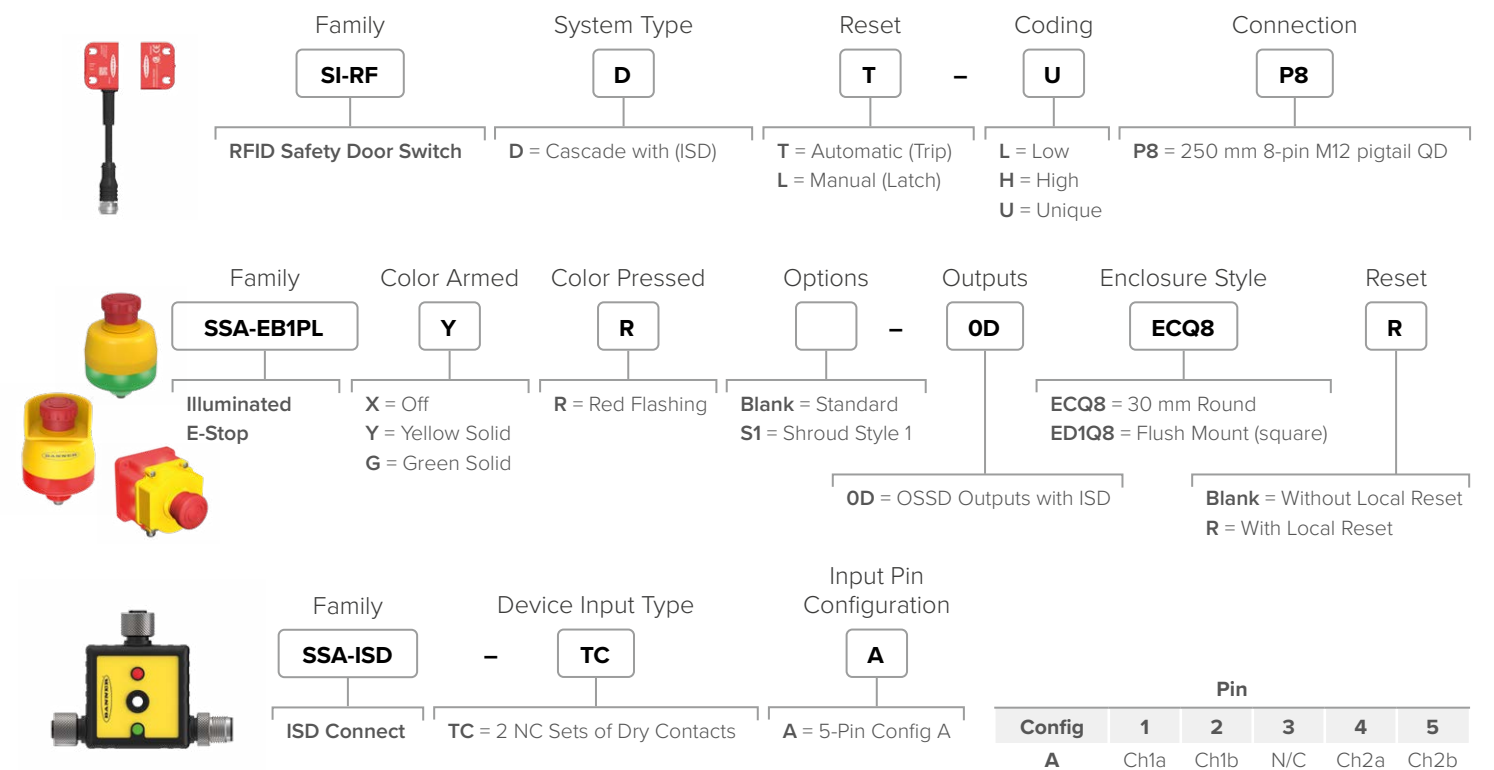 Family System Type Reset Coding Connection
SI-RF D T – U P8
RFID Safety Door Switch D = Cascade with (ISD) T = Automatic (Trip) L = Low P8 = 250 mm 8-pin M12 pigtail QD
L = Manual (Latch) H = High
U = Unique
Family Color Armed Color Pressed Options Outputs Enclosure Style Reset
SSA-EB1PL Y R – 0D ECQ8 R
Illuminated X = Off R = Red Flashing Blank = Standard ECQ8 = 30 mm Round
E-Stop Y = Yellow Solid S1 = Shroud Style 1 ED1Q8 = Flush Mount (square)
G = Green Solid
0D = OSSD Outputs with ISD Blank = Without Local Reset
R = With Local Reset
BANNER
BANNER
Input Pin
Family Device Input Type Configuration
SSA-ISD – TC A
ISD Connect TC = 2 NC Sets of Dry Contacts A = 5-Pin Config A
Pin
Config 1 2 3 4 5
A Ch1a Ch1b N/C Ch2a Ch2b